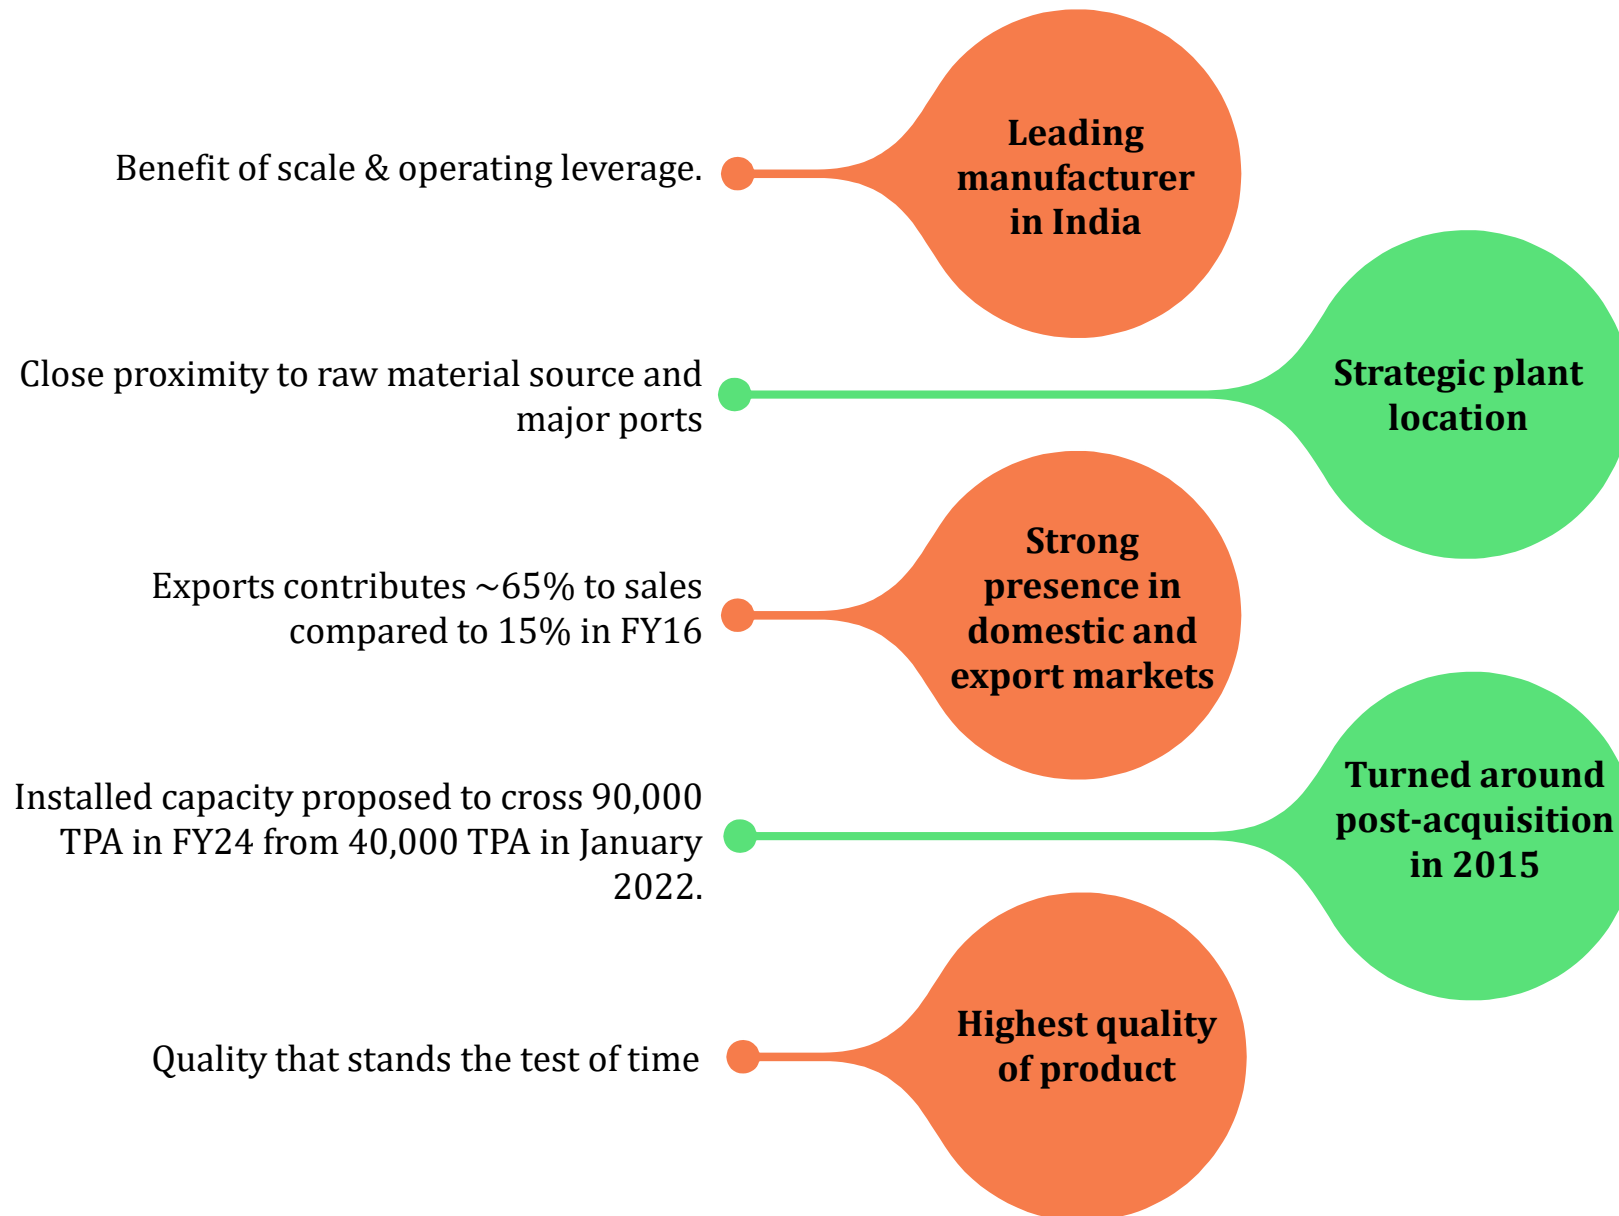 Benefit of scale & operating leverage.
Leading
manufacturer
in India
Close proximity to raw material source and
major ports
Strategic plant
location
Exports contributes ~65% to sales
compared to 15% in FY16
Strong
presence in
domestic and
export markets
Installed capacity proposed to cross 90,000
TPA in FY24 from 40,000 TPA in January
2022.
Turned around
post-acquisition
in 2015
Quality that stands the test of time
Highest quality
of product